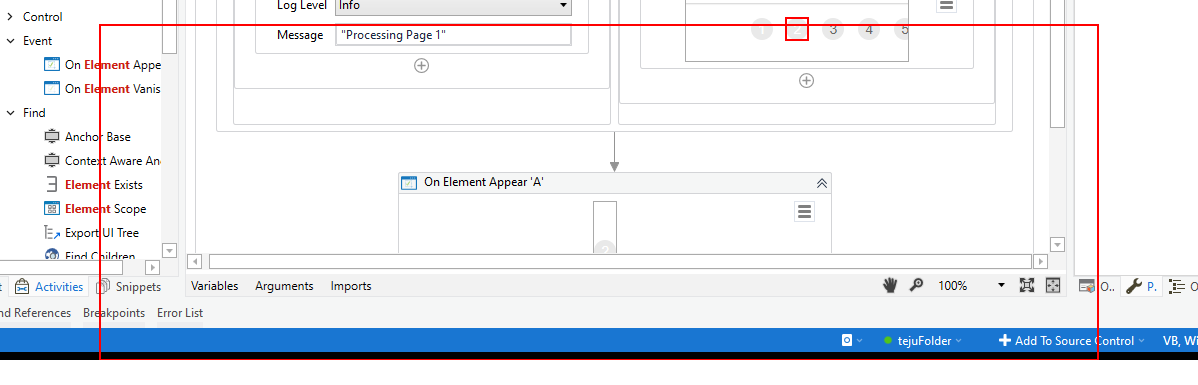 Control
Event
On Element Appe
On Element Vanis
Find
Anchor Base
Context Aware An
Element Exists
Element Scope
Export UI Tree
Find Children
Log Level Info
Message "Processing Page 1"
1 2 3 4 5
On Element Appear 'A'
2
t Activities Snippets
Variables Arguments Imports 100%
O.. P. O
nd References Breakpoints Error List
tejuFolder Add To Source Control VB, Wi